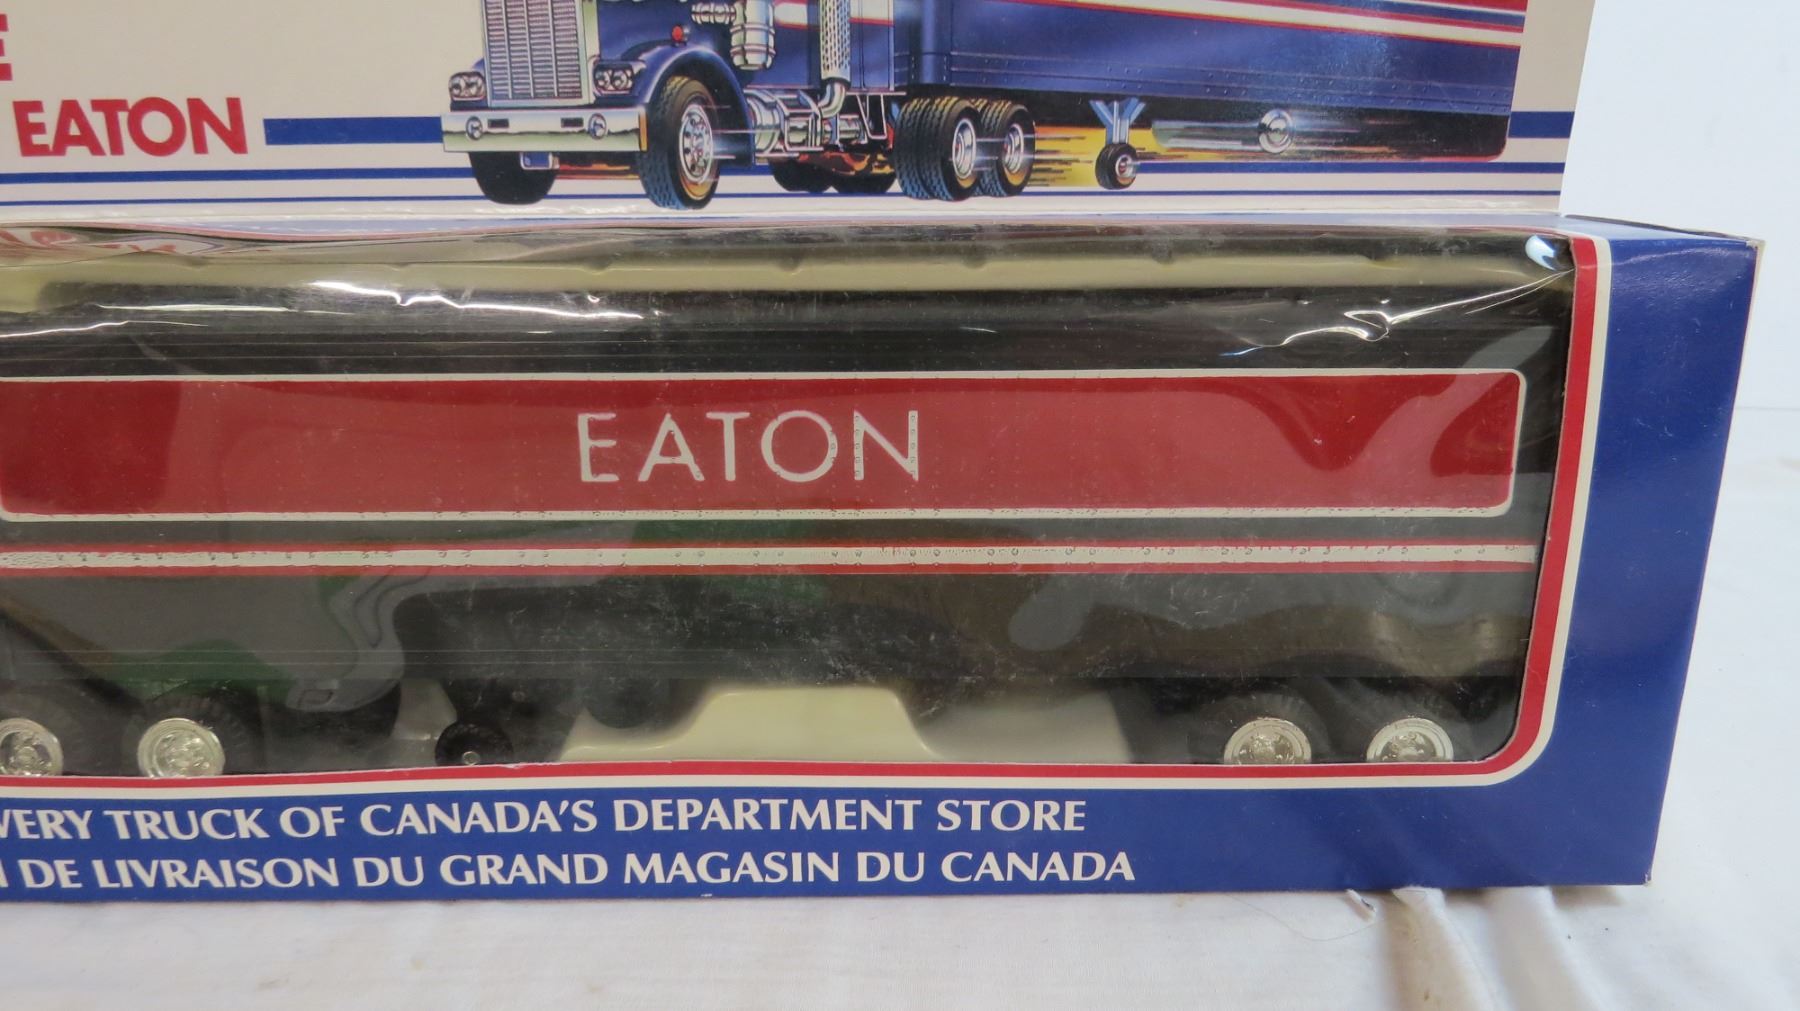 E
EATON
EATON
VERY TRUCK OF CANADA'S DEPARTMENT STORE
DE LIVRAISON DU GRAND MAGASIN DU CANADA